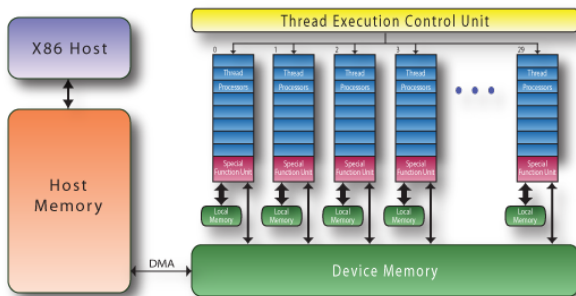 Thread Execution Control Unit
X86 Host
0
1
2
3
29
Thread
Processors
Thread
Processors
Thread
Processors
Thread
Processors
Thread
Processors
Special
Function Unit
Special
Function Unit
Special
Function Unit
Special
Function Unit
Special
Function Unit
Host
Memory
Local
Memory
Local
Memory
Local
Memory
Local
Memory
Local
Memory
DMA
Device Memory